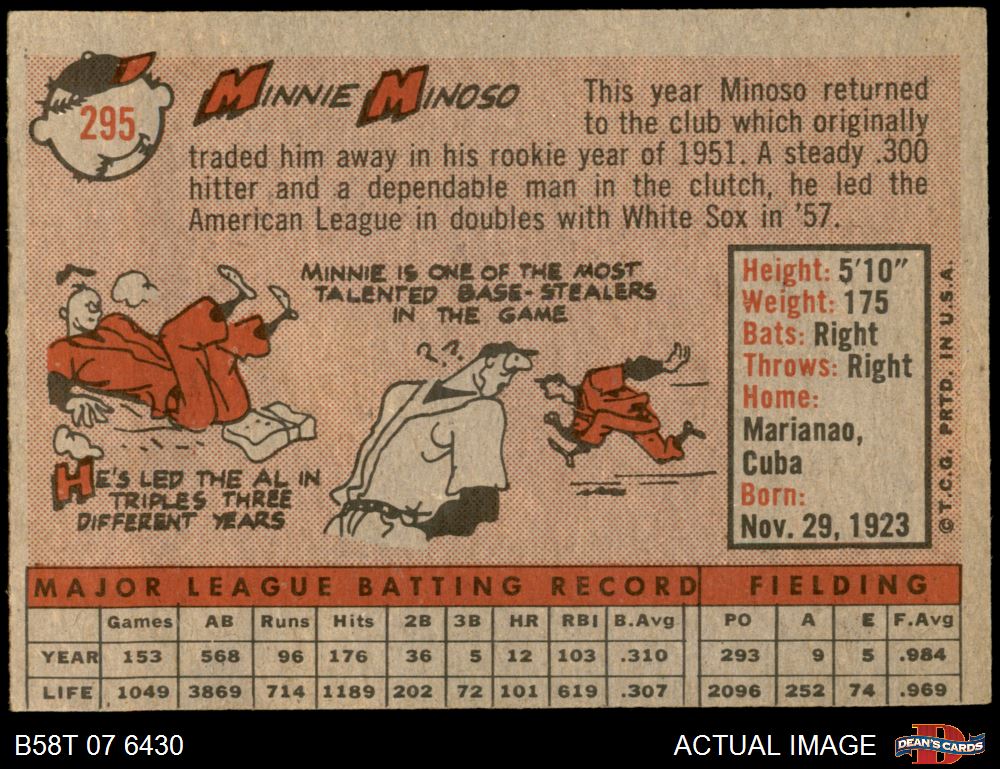 295
MINNIE MINOSO
This year Minoso returned
to the club which originally
traded him away in his rookie year of 1951. A steady .300
hitter and a dependable man in the clutch, he led the
American League in doubles with White Sox in '57.
MINNIE IS ONE OF THE MOST
TALENTED BASE-STEALERS
IN THE GAME
??
HE'S LED THE AL IN
TRIPLES THREE
DIFFERENT YEARS
Height: 5'10"
Weight: 175
Bats: Right
Throws: Right
Home:
Marianao,
Cuba
Born:
Nov. 29, 1923
© T.C.G. PRTD. IN U.S.A.
MAJOR LEAGUE BATTING RECORD FIELDING
Games AB Runs Hits 2B 3B HR RBI B.Avg PO A E F.Avg
YEAR 153 568 96 176 36 5 12 103 .310 293 9 5 .984
LIFE 1049 3869 714 1189 202 72 101 619 .307 2096 252 74 .969
B58T 07 6430 ACTUAL IMAGE
D
DEAN'S CARDS